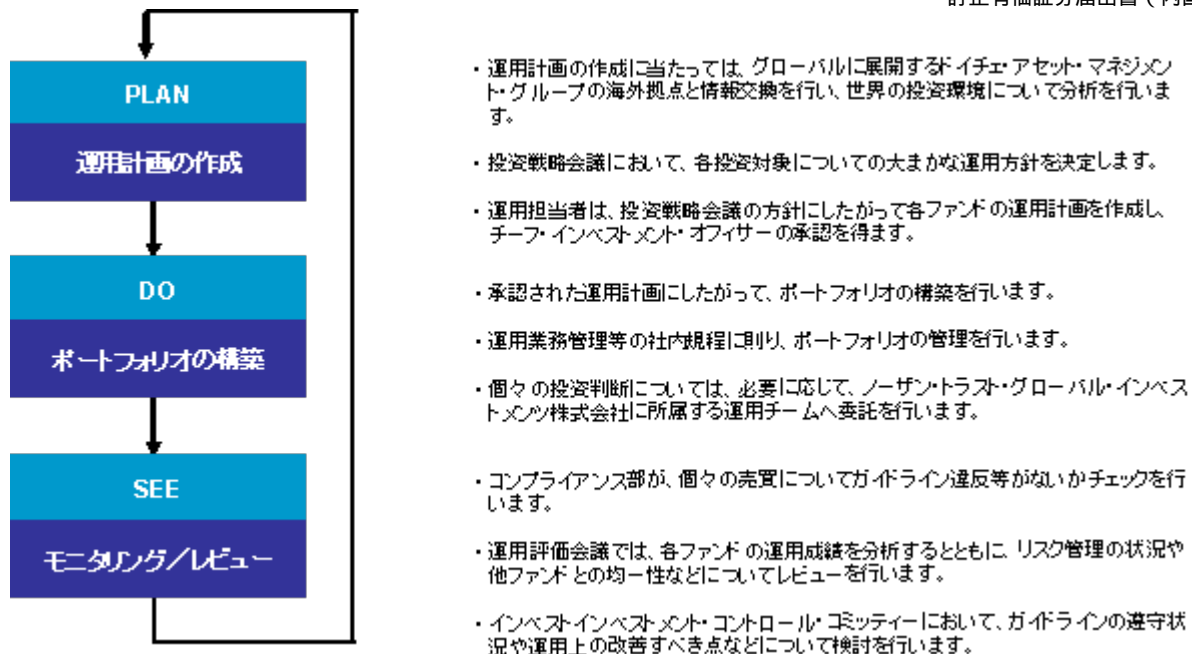 訂正有価証券届出書(内国
PLAN
運用計画の作成
DO
ポートフォリオの構築
SEE
モニタリング/レビュー
・運用計画の作成に当たっては、グローバルに展開するドイチェ・アセット・マネジメン
ト・グループの海外拠点と情報交換を行い、世界の投資環境について分析を行いま
す。
・投資戦略会議において、各投資対象についての大まかな運用方針を決定します。
・運用担当者は、投資戦略会議の方針にしたがって各ファンドの運用計画を作成し、
チーフ・インベストメント・オフィサーの承認を得ます。
・承認された運用計画にしたがって、ポートフォリオの構築を行います。
・運用業務管理等の社内規程に則り、ポートフォリオの管理を行います。
・個々の投資判断については、必要に応じて、ノーザン・トラスト・グローバル・インベス
トメンツ株式会社に所属する運用チームへ委託を行います。
・コンプライアンス部が、個々の売買についてガイドライン違反等がないかチェックを行
います。
・運用評価会議では、各ファンドの運用成績を分析するとともに、リスク管理の状況や
他ファンドとの均一性などについてレビューを行います。
・インベストインベストメント・コントロール・コミッティーにおいて、ガイドラインの遵守状
況や運用上の改善すべき点などについて検討を行います。